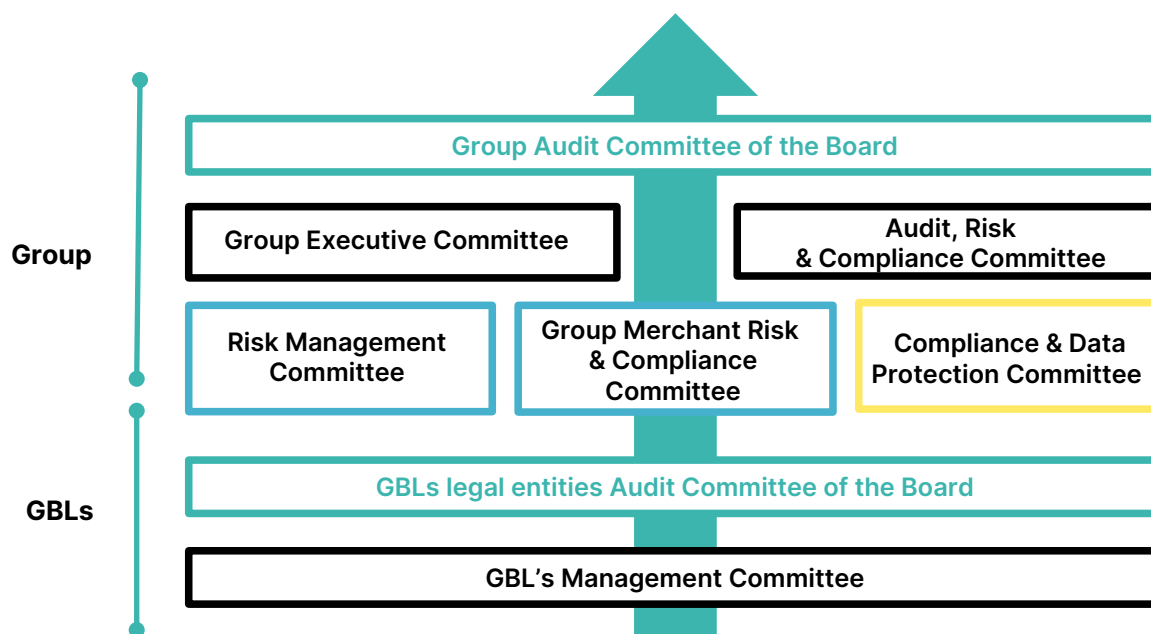 Group Audit Committee of the Board
Group
Group Executive Committee
Audit, Risk
& Compliance Committee
Risk Management
Committee
Group Merchant Risk
& Compliance
Committee
Compliance & Data
Protection Committee
GBLs
GBLs legal entities Audit Committee of the Board
GBL’s Management Committee